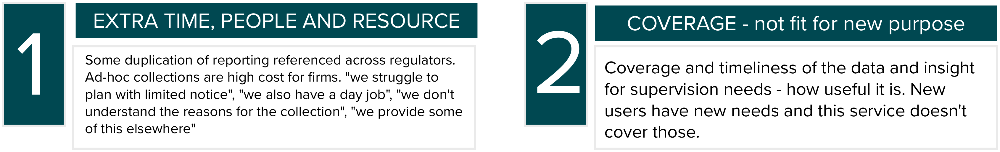 1
EXTRA TIME, PEOPLE AND RESOURCE
Some duplication of reporting referenced across regulators.
Ad-hoc collections are high cost for firms. "we struggle to
plan with limited notice", "we also have a day job", "we don't
understand the reasons for the collection", "we provide some
of this elsewhere"
2
COVERAGE - not fit for new purpose
Coverage and timeliness of the data and insight
for supervision needs - how useful it is. New
users have new needs and this service doesn't
cover those.